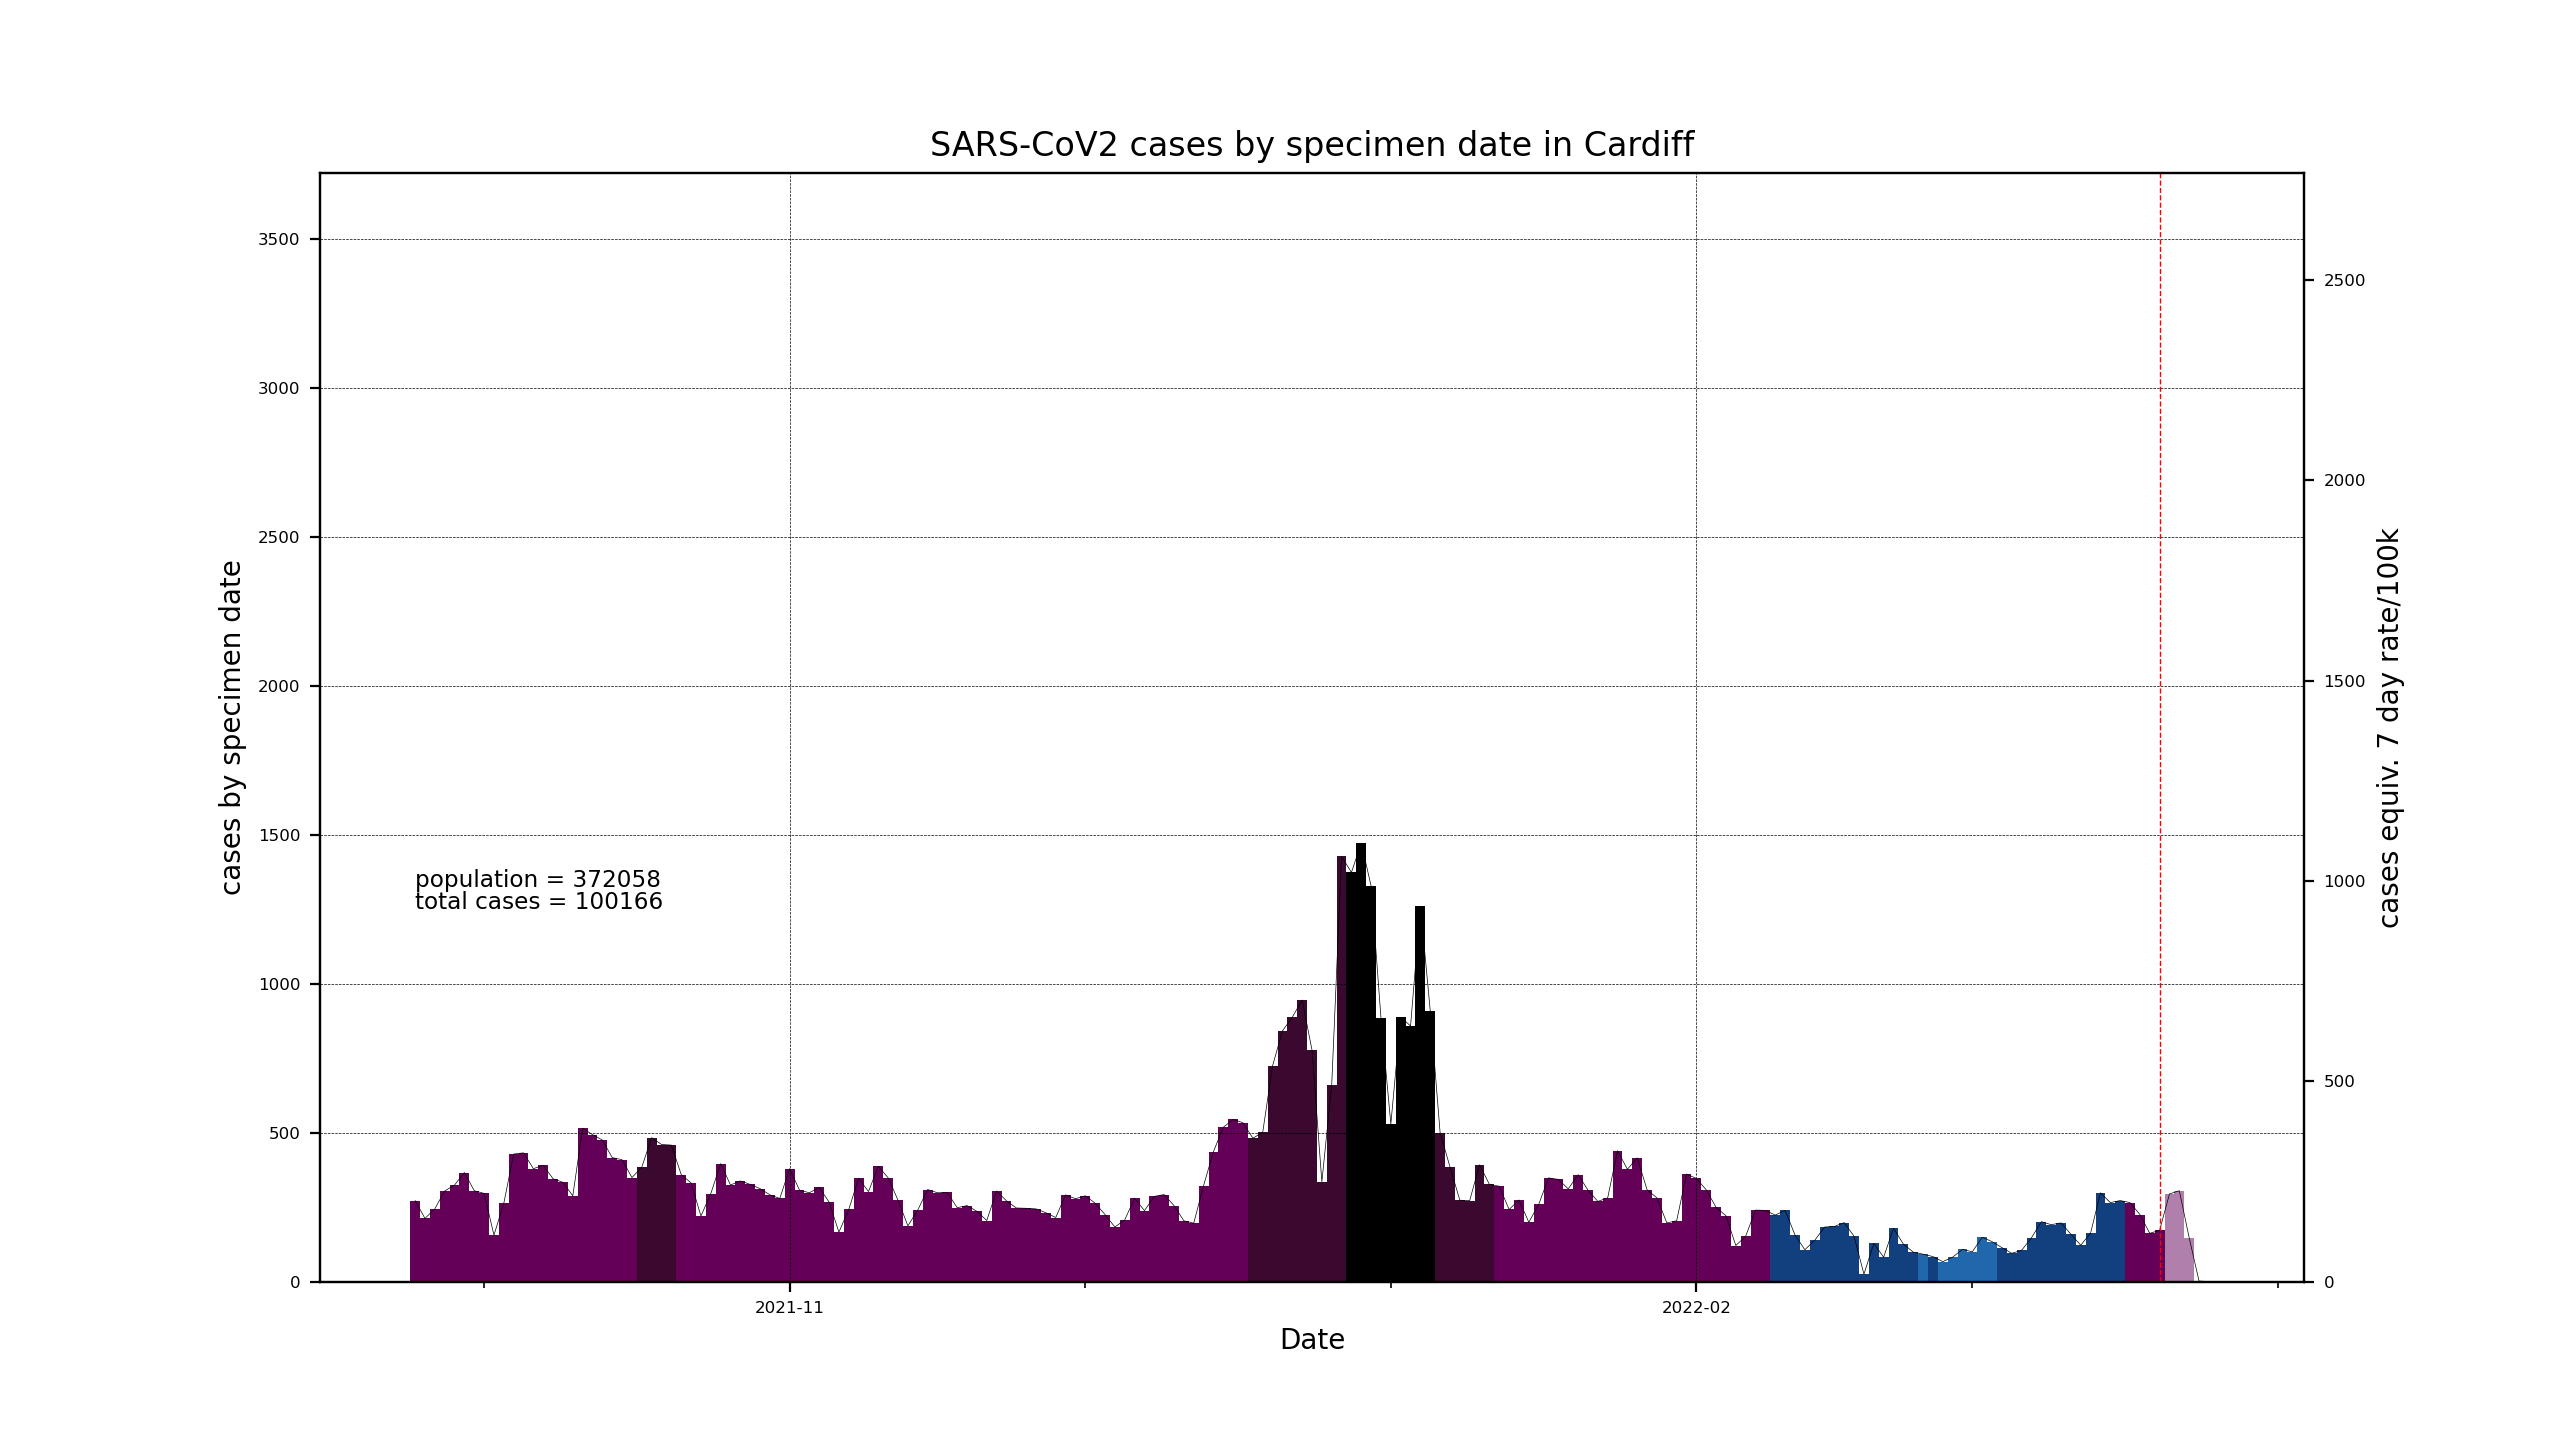 SARS-CoV2 cases by specimen date in Cardiff
3500
3000
2500
2000
1500
1000
500
0
cases by specimen date
population = 372058
total cases = 100166
2500
2000
1500
1000
500
0
cases equiv. 7 day rate/100k
2021-11
2022-02
Date